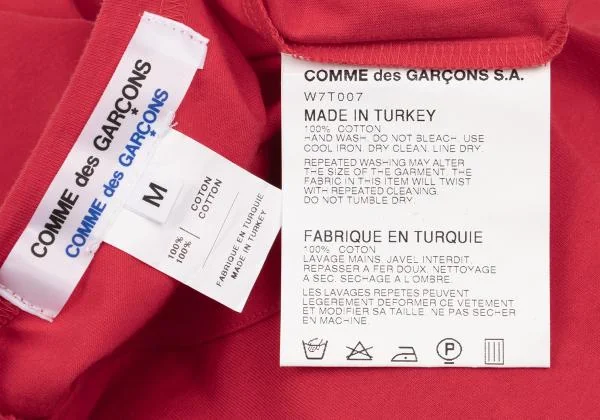 COMME des GARÇONS
COMME des GARÇONS
M
100% COTON
100% COTTON
FABRIQUE EN TURQUIE
MADE IN TURKEY
COMME des GARÇONS S.A.
W7T007
MADE IN TURKEY
100% COTTON
HAND WASH. DO NOT BLEACH. USE
COOL IRON. DRY CLEAN. LINE DRY.
REPEATED WASHING MAY ALTER
THE SIZE OF THE GARMENT. THE
FABRIC IN THIS ITEM WILL TWIST
WITH REPEATED CLEANING.
DO NOT TUMBLE DRY.
FABRIQUE EN TURQUIE
100% COTON
LAVAGE MAINS. JAVEL INTERDIT.
REPASSER A FER DOUX. NETTOYAGE
A SEC. SECHAGE A L'OMBRE.
LES LAVAGES REPETES PEUVENT
LEGEREMENT DEFORMER CE VETEMENT
ET MODIFIER SA TAILLE. NE PAS SECHER
EN MACHINE.
P